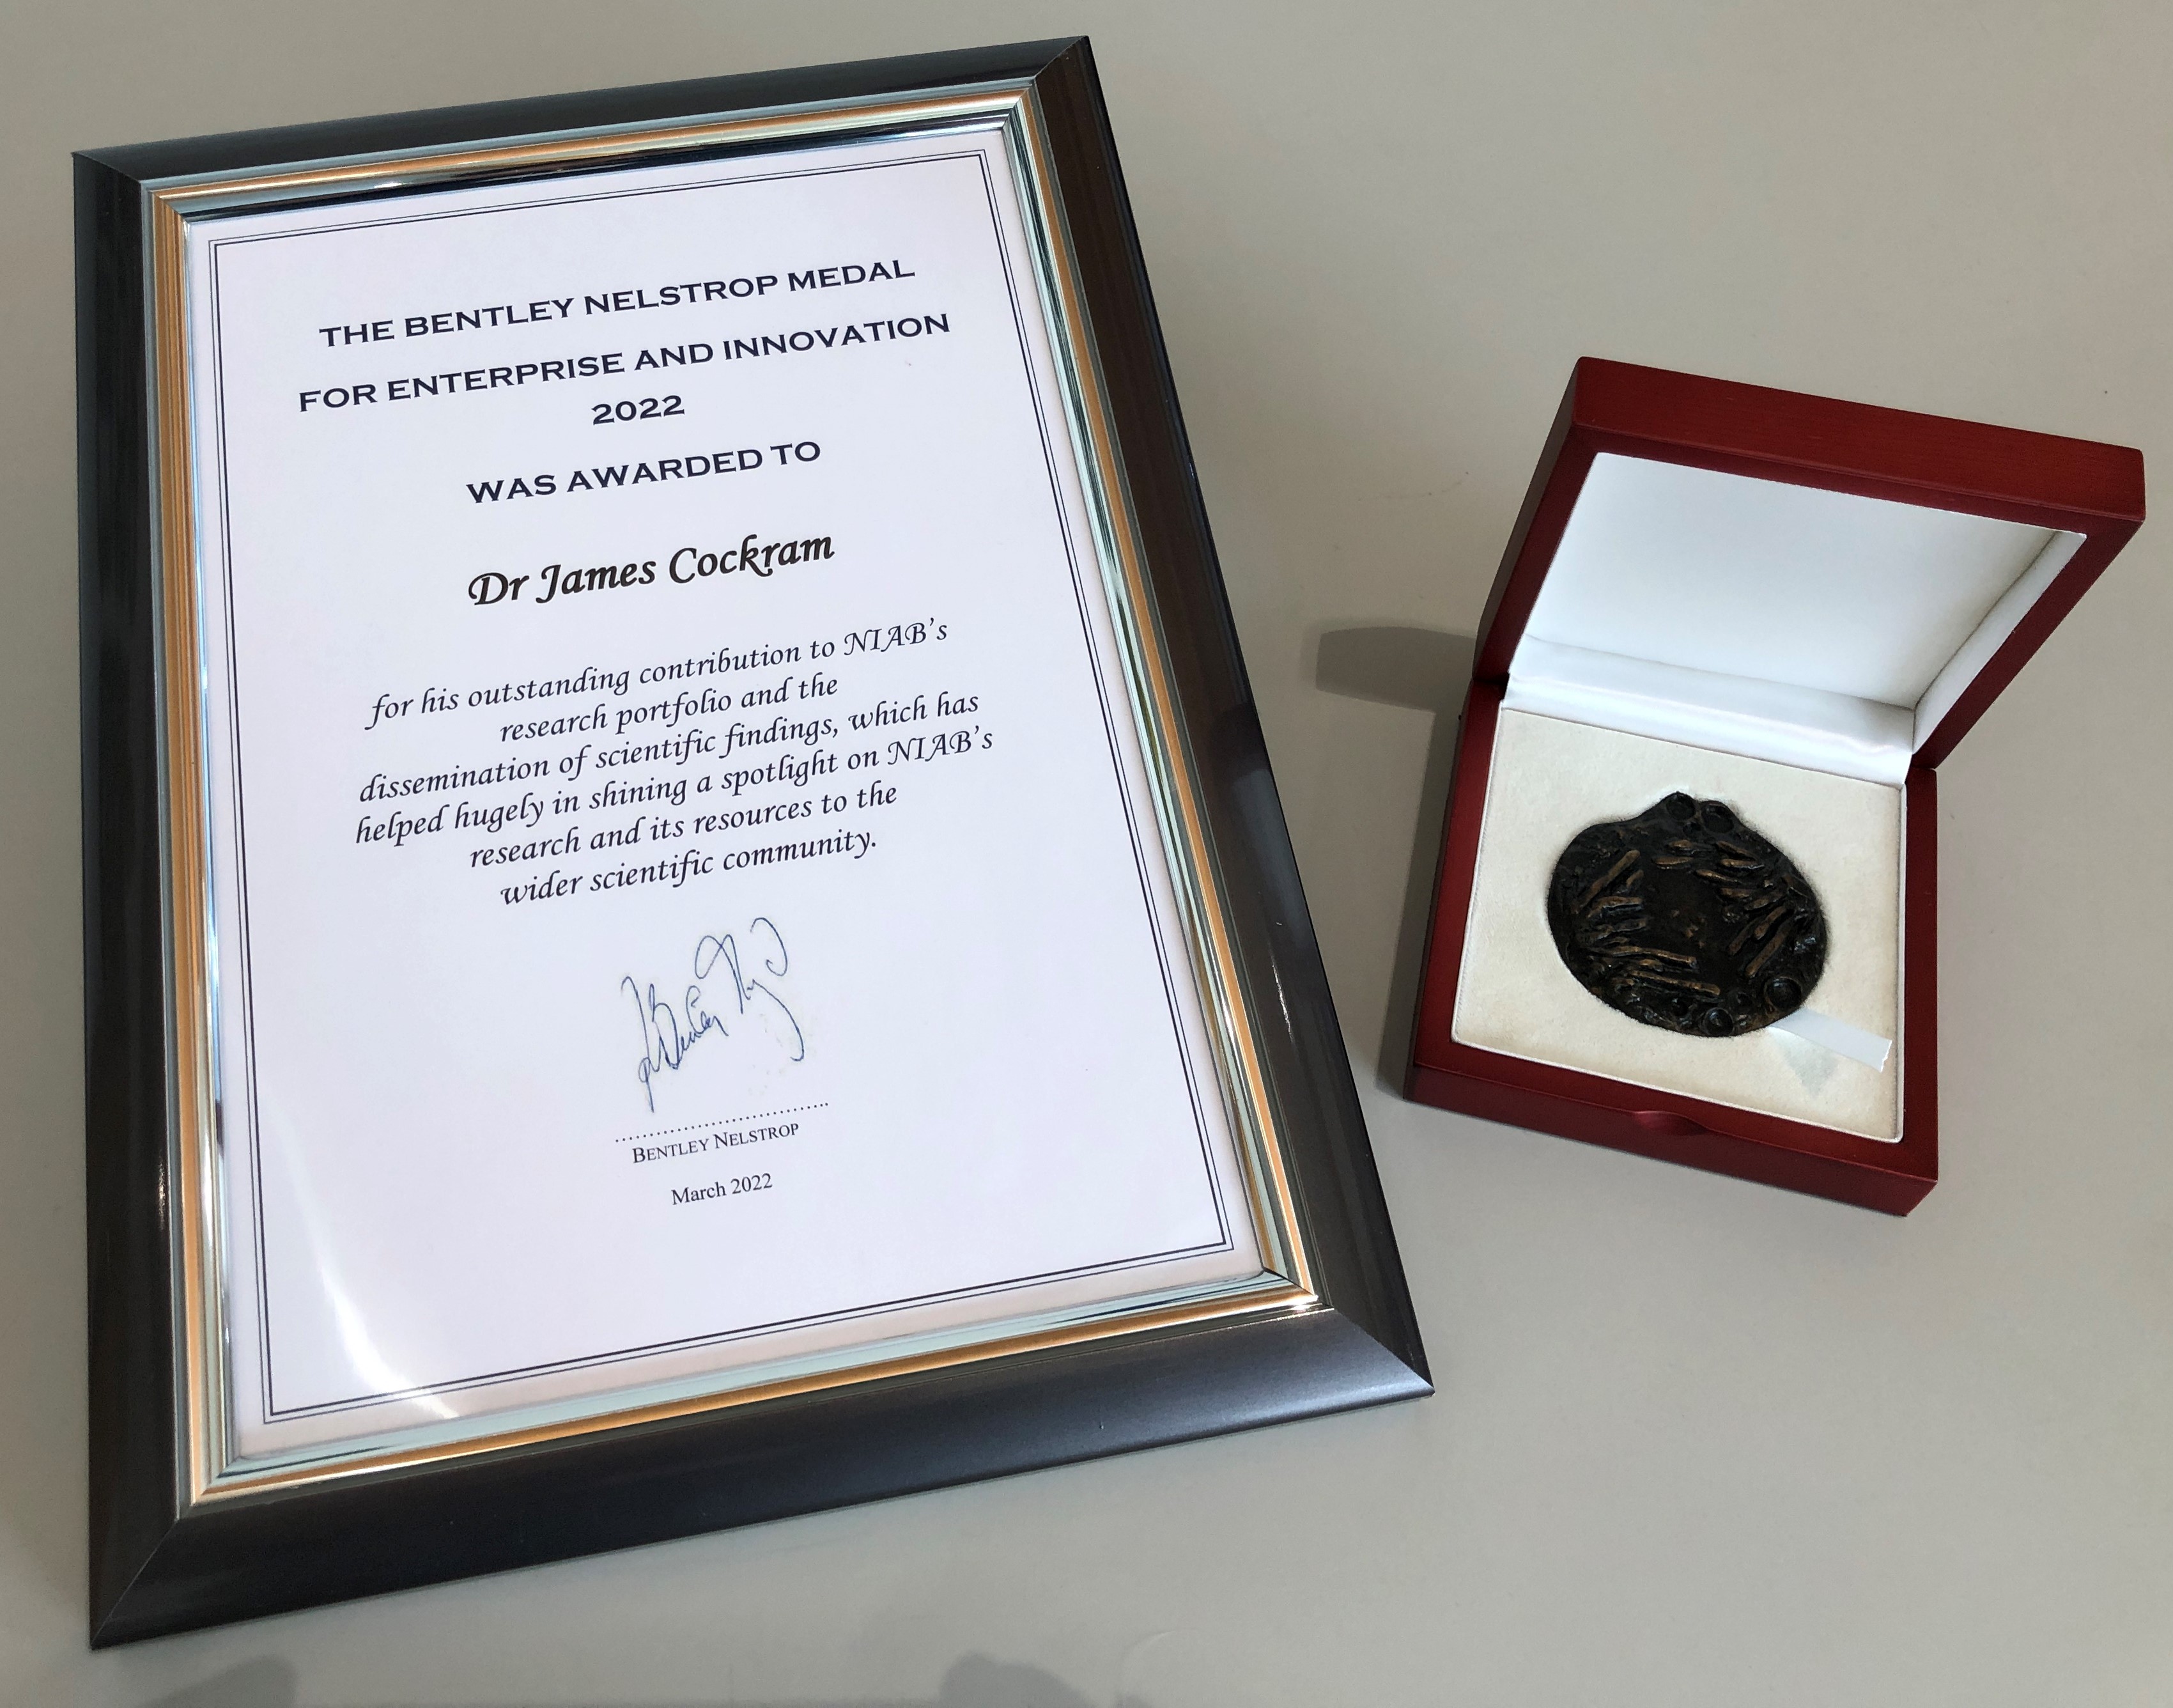 THE BENTLEY NELSTROP MEDAL
FOR ENTERPRISE AND INNOVATION
2022
WAS AWARDED TO
Dr James Cockram
for his outstanding contribution to NIAB's
research portfolio and the
dissemination of scientific findings, which has
helped hugely in shining a spotlight on NIAB's
research and its resources to the
wider scientific community.
BENTLEY NELSTROP
March 2022